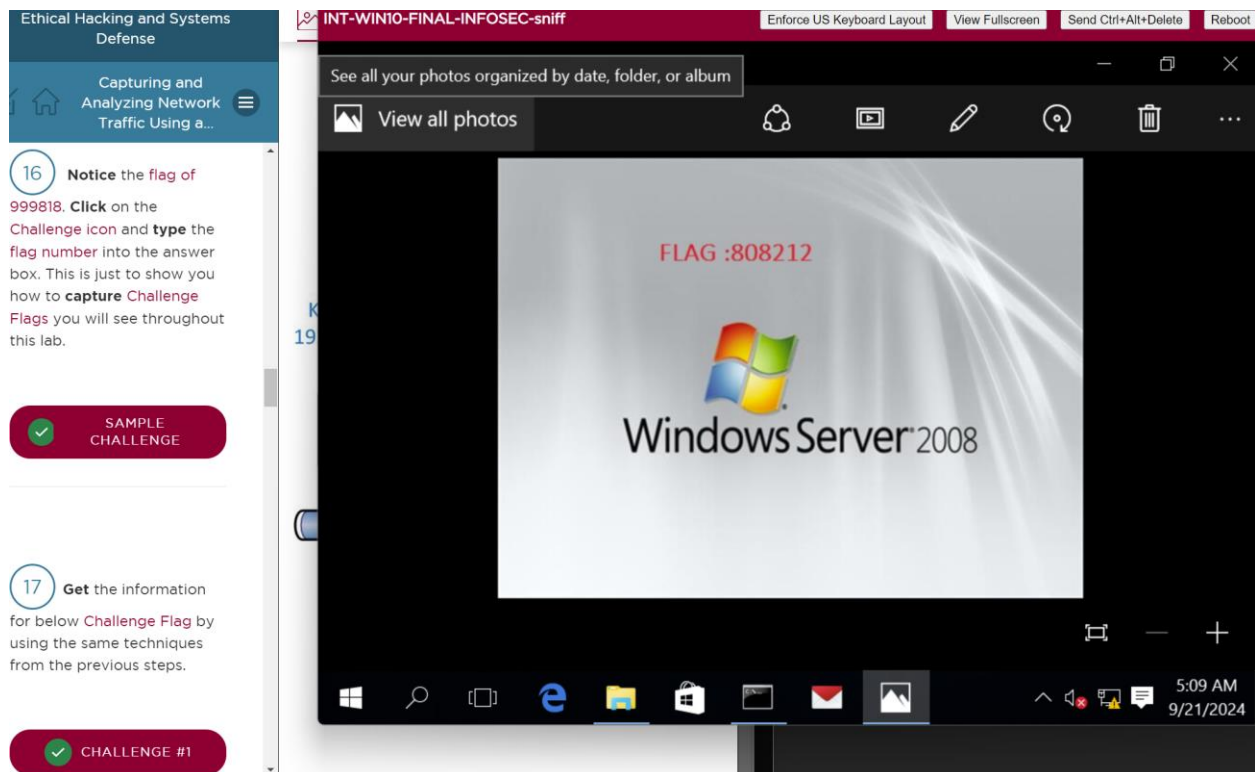 Ethical Hacking and Systems
Defense
Capturing and
Analyzing Network
Traffic Using a...
16 Notice the flag of
999818. Click on the
Challenge icon and type the
flag number into the answer
box. This is just to show you
how to capture Challenge
Flags you will see throughout
this lab.
SAMPLE
CHALLENGE
17 Get the information
for below Challenge Flag by
using the same techniques
from the previous steps.
CHALLENGE #1
K
19
INT-WIN10-FINAL-INFOSEC-sniff
Enforce US Keyboard Layout
View Fullscreen
Send Ctrl+Alt+Delete
Reboot
See all your photos organized by date, folder, or album
View all photos
FLAG :808212
Windows Server 2008
5:09 AM
9/21/2024